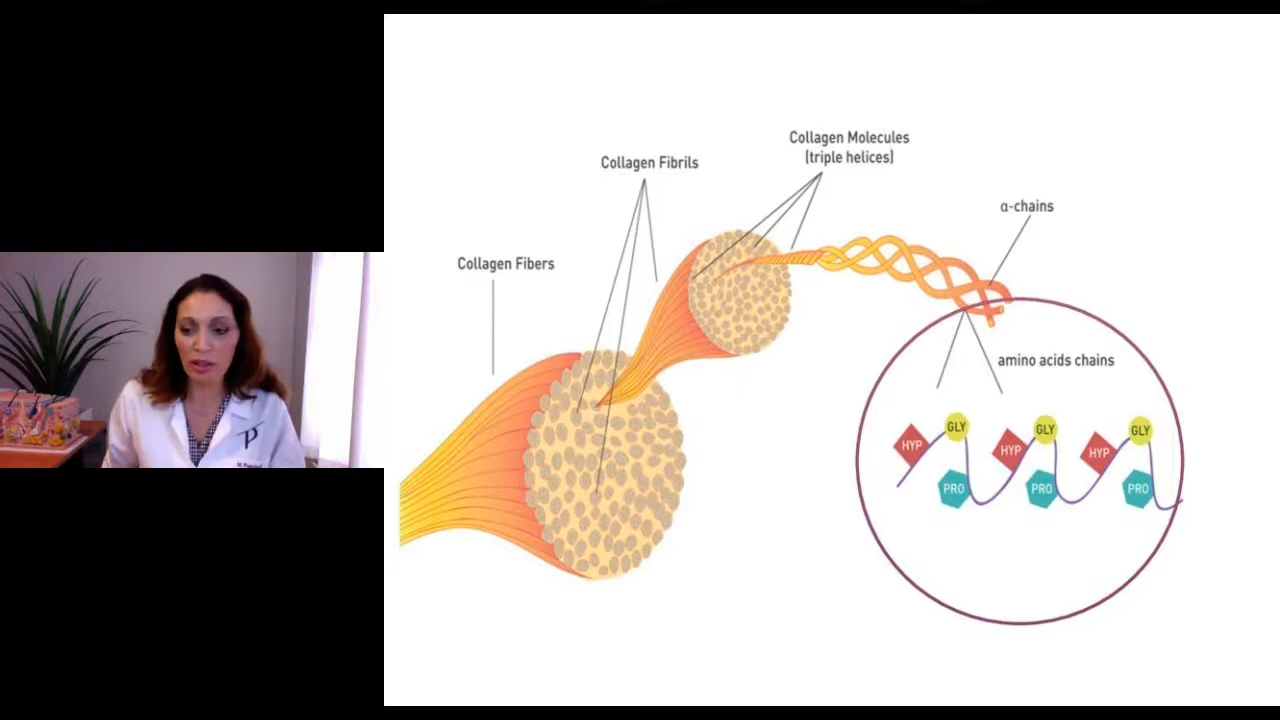 Collagen Molecules
(triple helices)
Collagen Fibrils
α-chains
Collagen Fibers
amino acids chains
HYP GLY HYP GLY HYP GLY
PRO PRO PRO